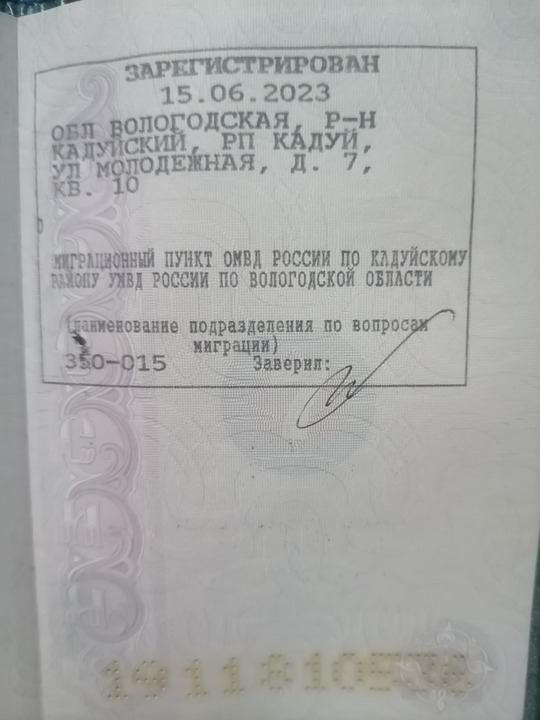 ЗАРЕГИСТРИРОВАН
15.06.2023
ОБЛ ВОЛОГОДСКАЯ, Р-Н
КАДУЙСКИЙ, РП КАДУЙ,
УЛ МОЛОДЕЖНАЯ, Д. 7,
КВ. 10
МИГРАЦИОННЫЙ ПУНКТ ОМВД РОССИИ ПО КАДУЙСКОМУ
РАЙОНУ УМВД РОССИИ ПО ВОЛОГОДСКОЙ ОБЛАСТИ
(наименование подразделения по вопросам
миграции)
350-015 Заверил: